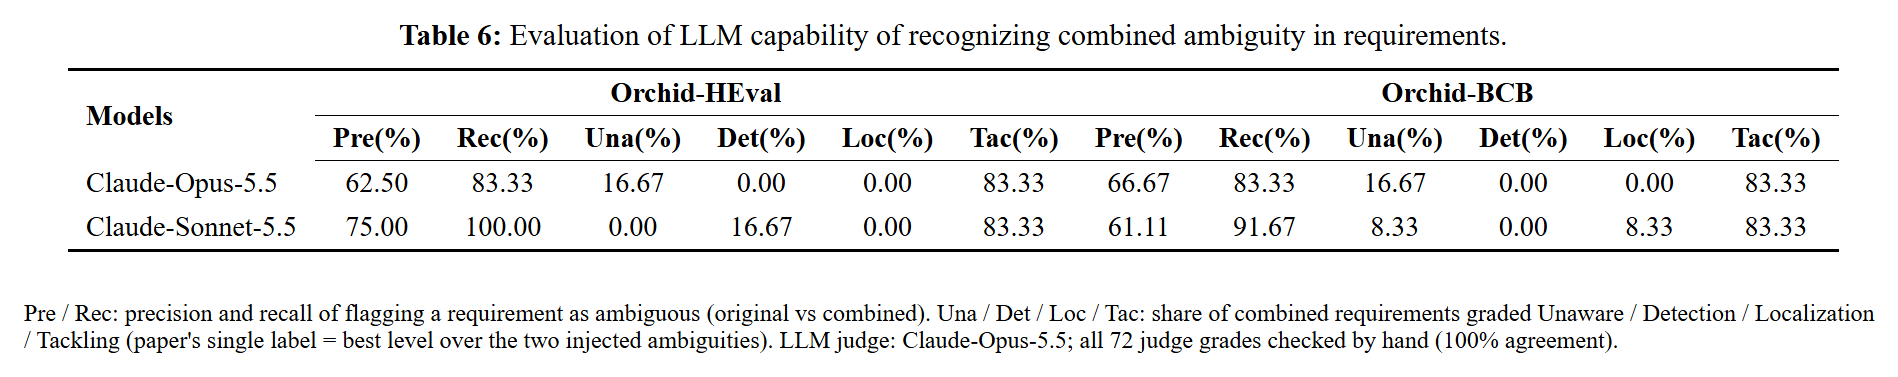 Table 6: Evaluation of LLM capability of recognizing combined ambiguity in requirements.
Models Orchid-HEval Orchid-BCB
Pre(%) Rec(%) Una(%) Det(%) Loc(%) Tac(%) Pre(%) Rec(%) Una(%) Det(%) Loc(%) Tac(%)
Claude-Opus-5.5 62.50 83.33 16.67 0.00 0.00 83.33 66.67 83.33 16.67 0.00 0.00 83.33
Claude-Sonnet-5.5 75.00 100.00 0.00 16.67 0.00 83.33 61.11 91.67 8.33 0.00 8.33 83.33
Pre / Rec: precision and recall of flagging a requirement as ambiguous (original vs combined). Una / Det / Loc / Tac: share of combined requirements graded Unaware / Detection / Localization
/ Tackling (paper's single label = best level over the two injected ambiguities). LLM judge: Claude-Opus-5.5; all 72 judge grades checked by hand (100% agreement).